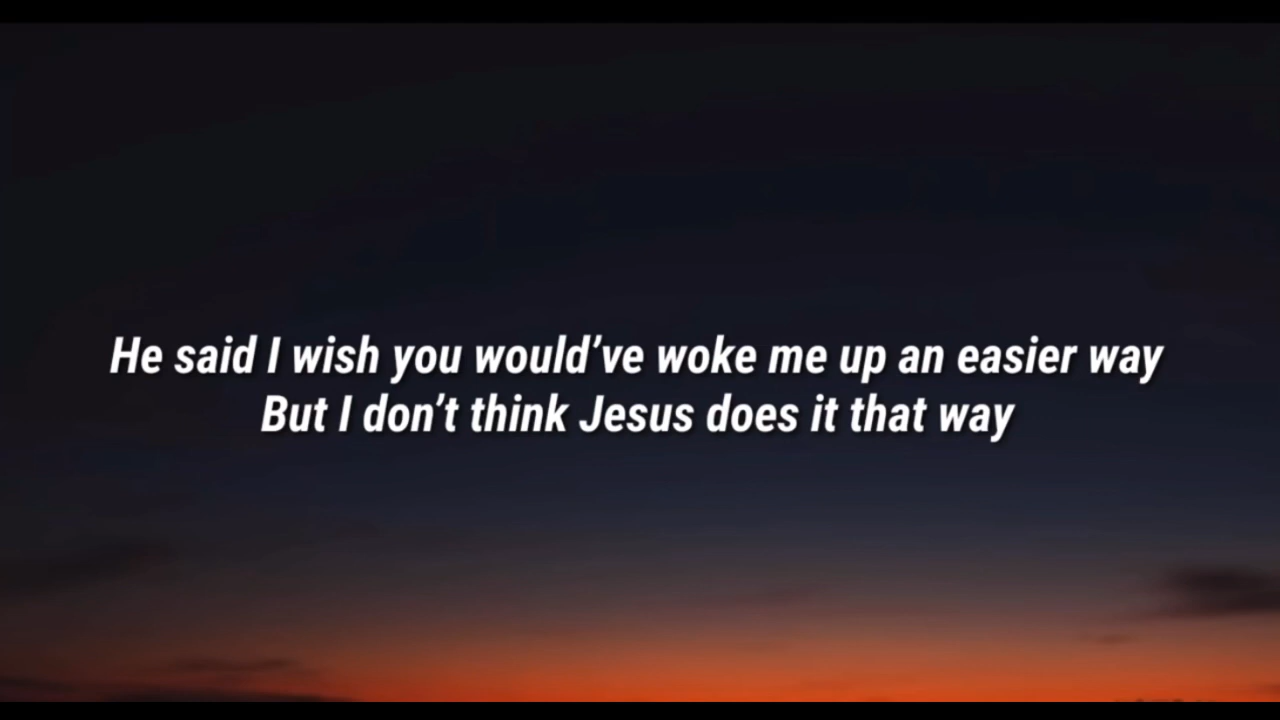 He said I wish you would’ve woke me up an easier way
But I don’t think Jesus does it that way